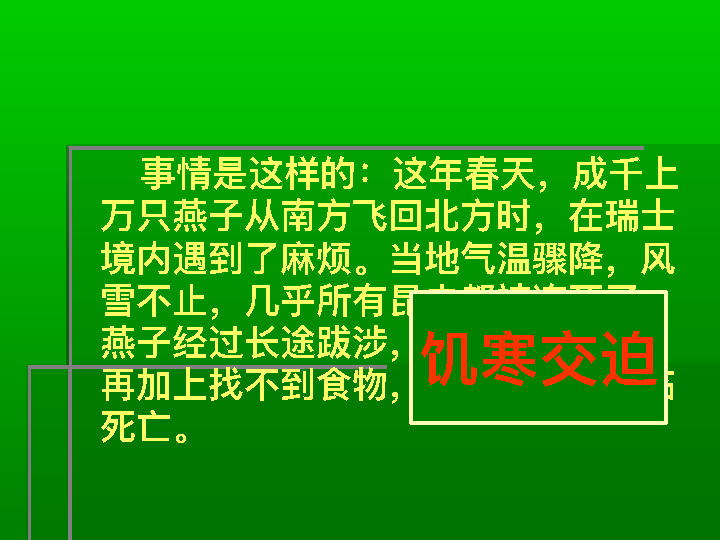 事情是这样的：这年春天，成千上
万只燕子从南方飞回北方时，在瑞士
境内遇到了麻烦。当地气温骤降，风
雪不止，几乎所有昆
燕子经过长途跋涉，
再加上找不到食物，
死亡。
饥寒交迫